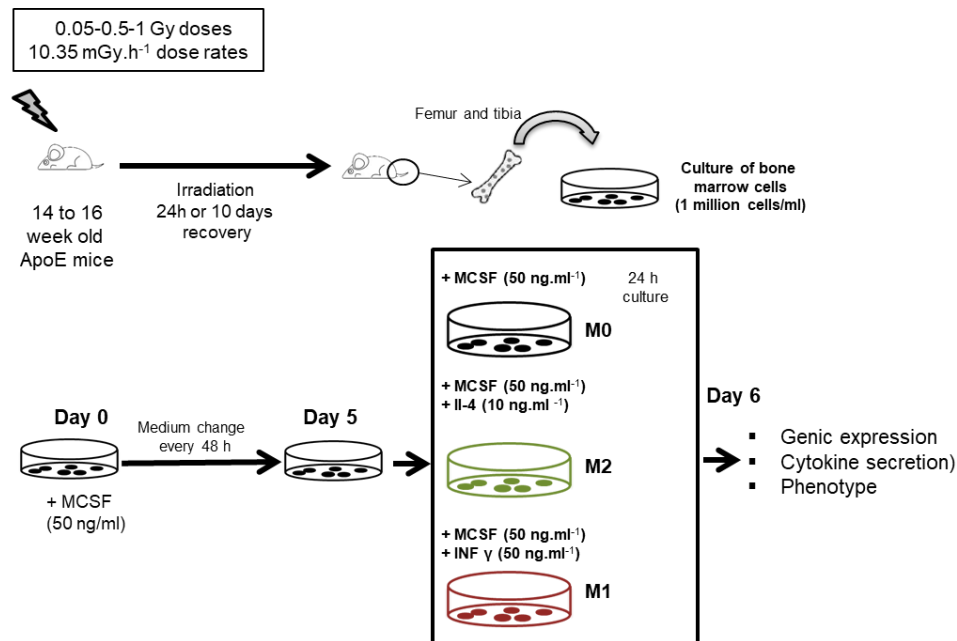 0.05-0.5-1 Gy doses
10.35 mGy.h⁻¹ dose rates
14 to 16
week old
ApoE mice
Irradiation
24h or 10 days
recovery
Femur and tibia
Culture of bone
marrow cells
(1 million cells/ml)
Day 0
+ MCSF
(50 ng/ml)
Medium change
every 48 h
Day 5
+ MCSF (50 ng.ml⁻¹)
24 h
culture
M0
+ MCSF (50 ng.ml⁻¹)
+ Il-4 (10 ng.ml ⁻¹)
M2
+ MCSF (50 ng.ml⁻¹)
+ INF γ (50 ng.ml⁻¹)
M1
Day 6
▪ Genic expression
▪ Cytokine secretion)
▪ Phenotype